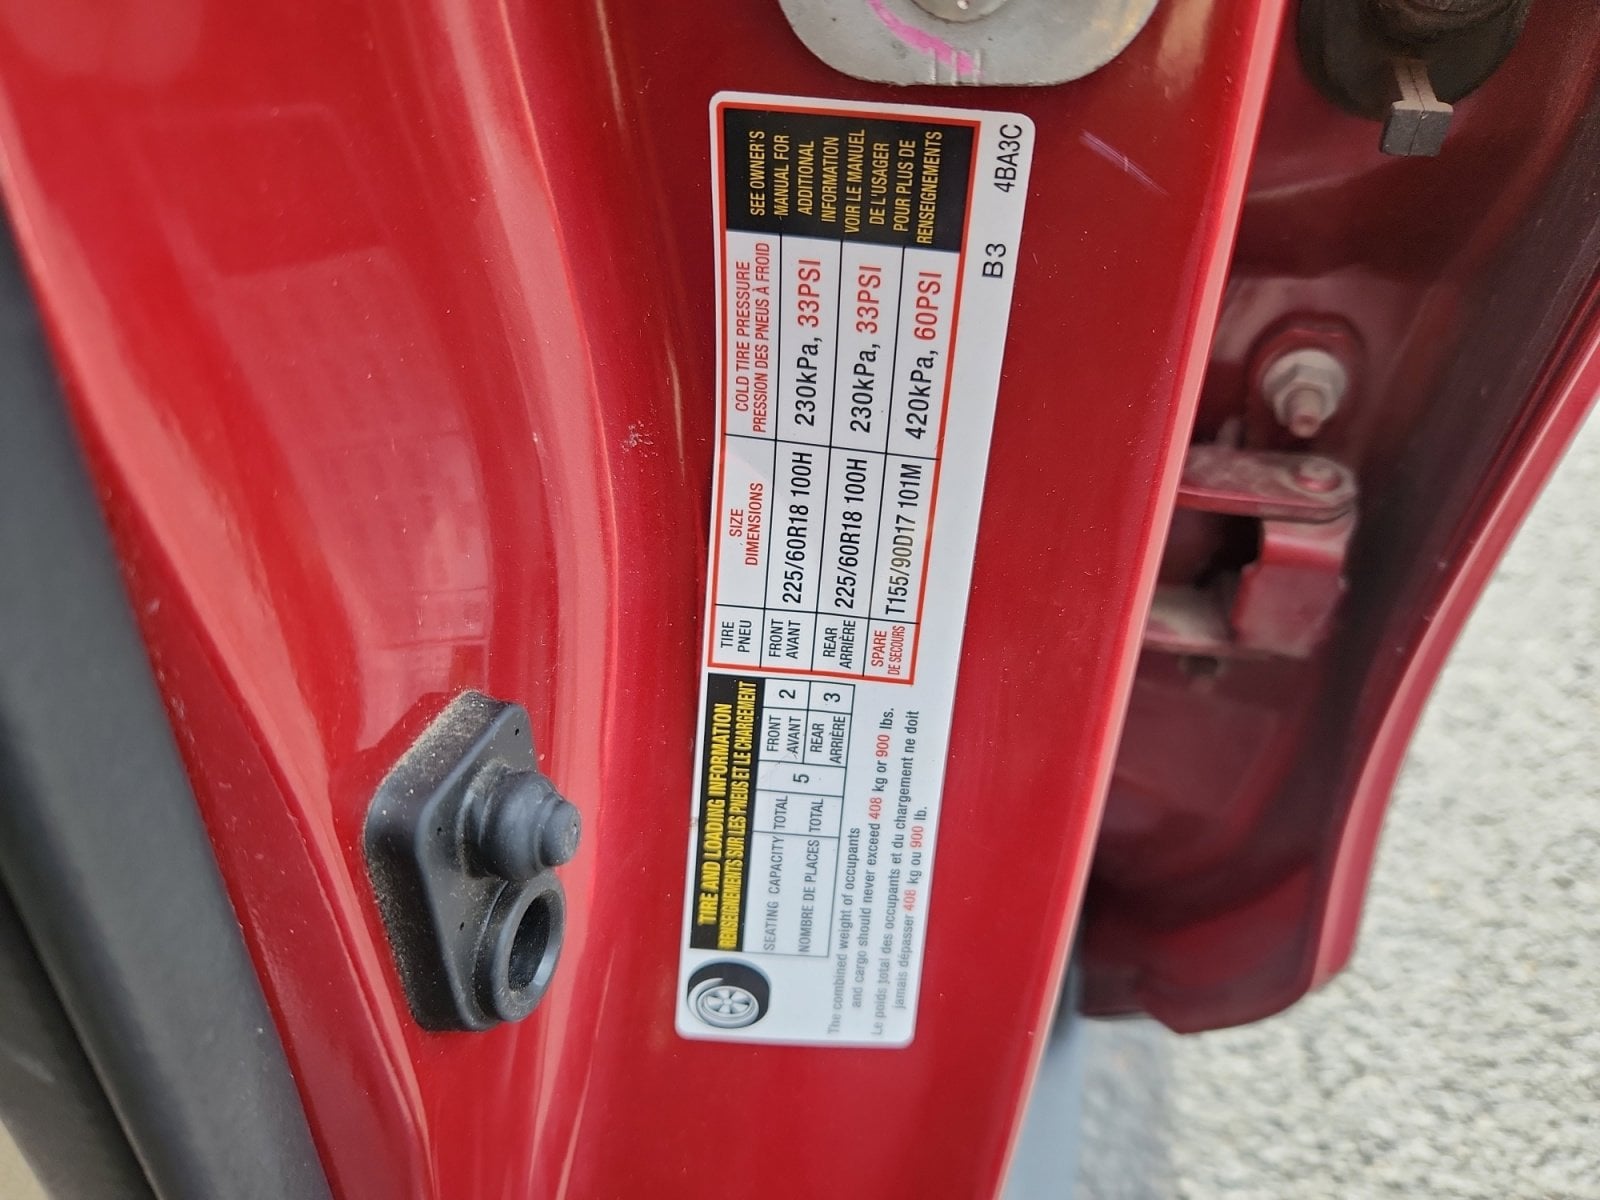 TIRE AND LOADING INFORMATION
RENSEIGNEMENTS SUR LES PNEUS ET LE CHARGEMENT
SEATING CAPACITY
NOMBRE DE PLACES
TOTAL
TOTAL
5
FRONT
AVANT
2
REAR
ARRIÈRE
3
The combined weight of occupants
and cargo should never exceed 408 kg or 900 lbs.
Le poids total des occupants et du chargement ne doit
jamais dépasser 408 kg ou 900 lb.
TIRE
PNEU
SIZE
DIMENSIONS
COLD TIRE PRESSURE
PRESSION DES PNEUS À FROID
FRONT
AVANT
225/60R18 100H
230kPa, 33PSI
REAR
ARRIÈRE
225/60R18 100H
230kPa, 33PSI
SPARE
DE SECOURS
T155/90D17 101M
420kPa, 60PSI
SEE OWNER'S
MANUAL FOR
ADDITIONAL
INFORMATION
VOIR LE MANUEL
DE L'USAGER
POUR PLUS DE
RENSEIGNEMENTS
B3 4BA3C